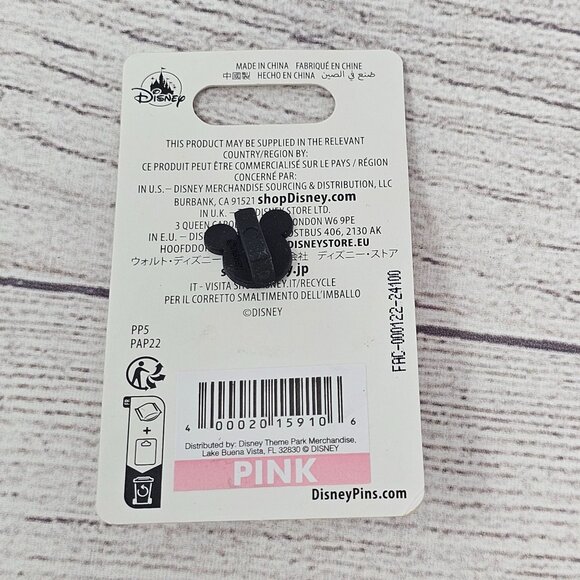 Disney
MADE IN CHINA FABRIQUÉ EN CHINE
中國製 HECHO EN CHINA صنع في الصين
THIS PRODUCT MAY BE SUPPLIED IN THE RELEVANT
COUNTRY/REGION BY:
CE PRODUIT PEUT ÊTRE COMMERCIALISÉ SUR LE PAYS / RÉGION
CONCERNÉ PAR:
IN U.S. – DISNEY MERCHANDISE SOURCING & DISTRIBUTION, LLC
BURBANK, CA 91521 shopDisney.com
IN U.K. – STORE LTD.
3 QUEEN LONDON W6 9PE
IN E.U. – POSTBUS 406, 2130 AK
HOOFDDOR DISNEYSTORE.EU
ウォルト・ディズニー 会社 ディズニー・ストア
.jp
IT - VISITA .IT/RECYCLE
PER IL CORRETTO SMALTIMENTO DELL'IMBALLO
©DISNEY
FAC-000122-24100
PP5
PAP22
4 00020 15910 6
Distributed by: Disney Theme Park Merchandise,
Lake Buena Vista, FL 32830 © DISNEY
PINK
DisneyPins.com